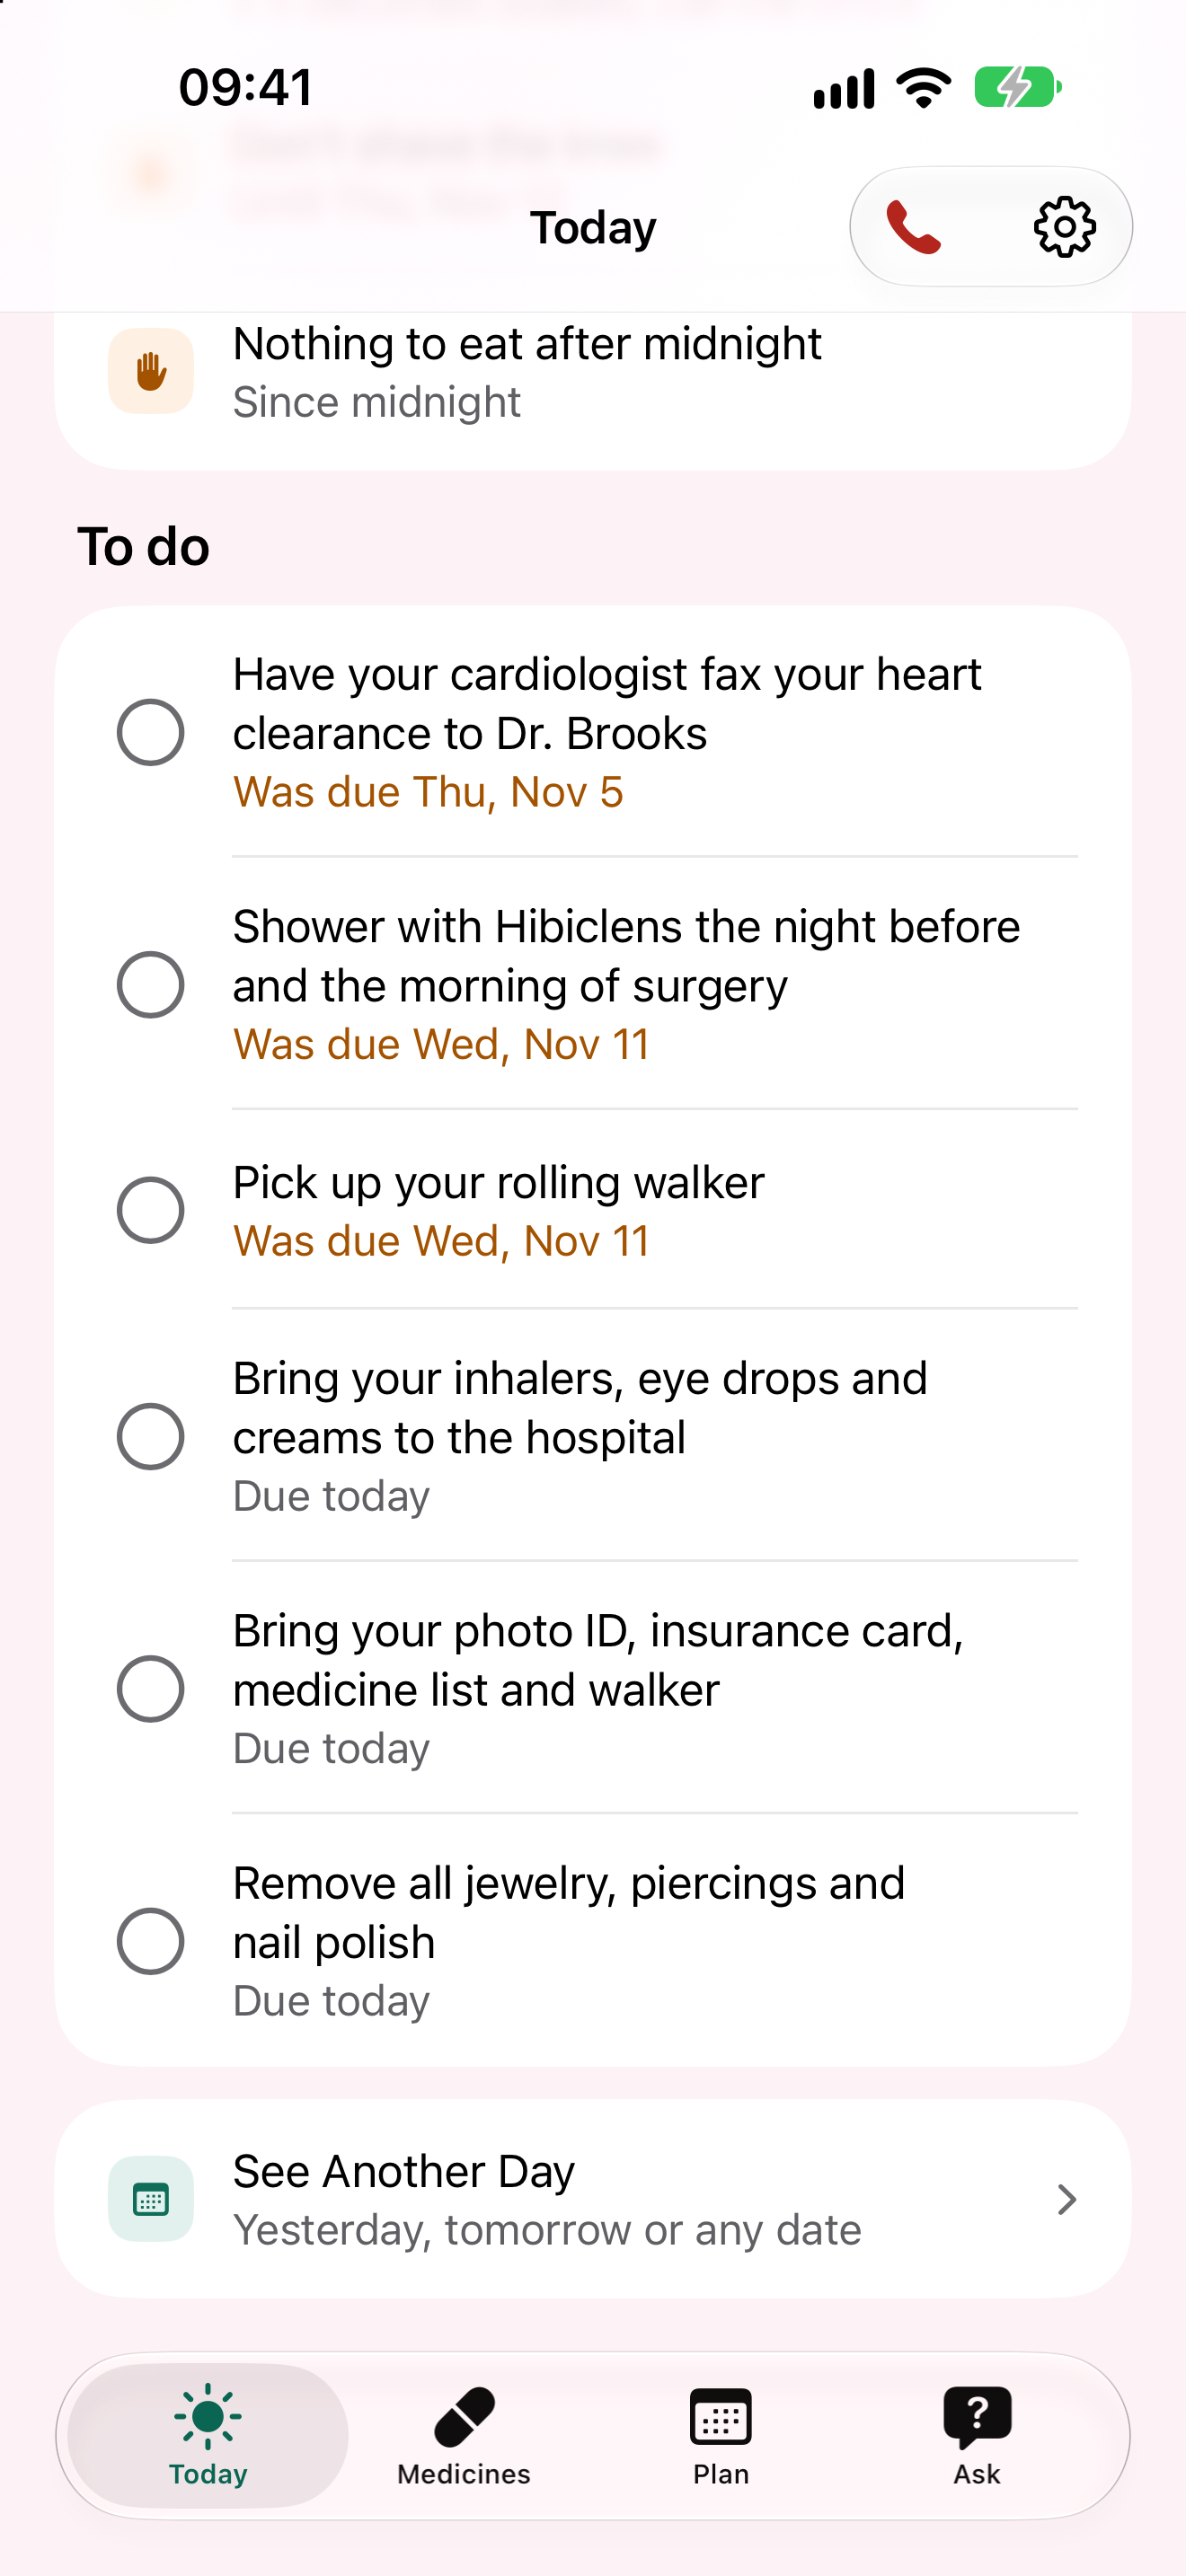 09:41
Today
Nothing to eat after midnight
Since midnight
To do
Have your cardiologist fax your heart
clearance to Dr. Brooks
Was due Thu, Nov 5
Shower with Hibiclens the night before
and the morning of surgery
Was due Wed, Nov 11
Pick up your rolling walker
Was due Wed, Nov 11
Bring your inhalers, eye drops and
creams to the hospital
Due today
Bring your photo ID, insurance card,
medicine list and walker
Due today
Remove all jewelry, piercings and
nail polish
Due today
See Another Day
Yesterday, tomorrow or any date
Today
Medicines
Plan
Ask